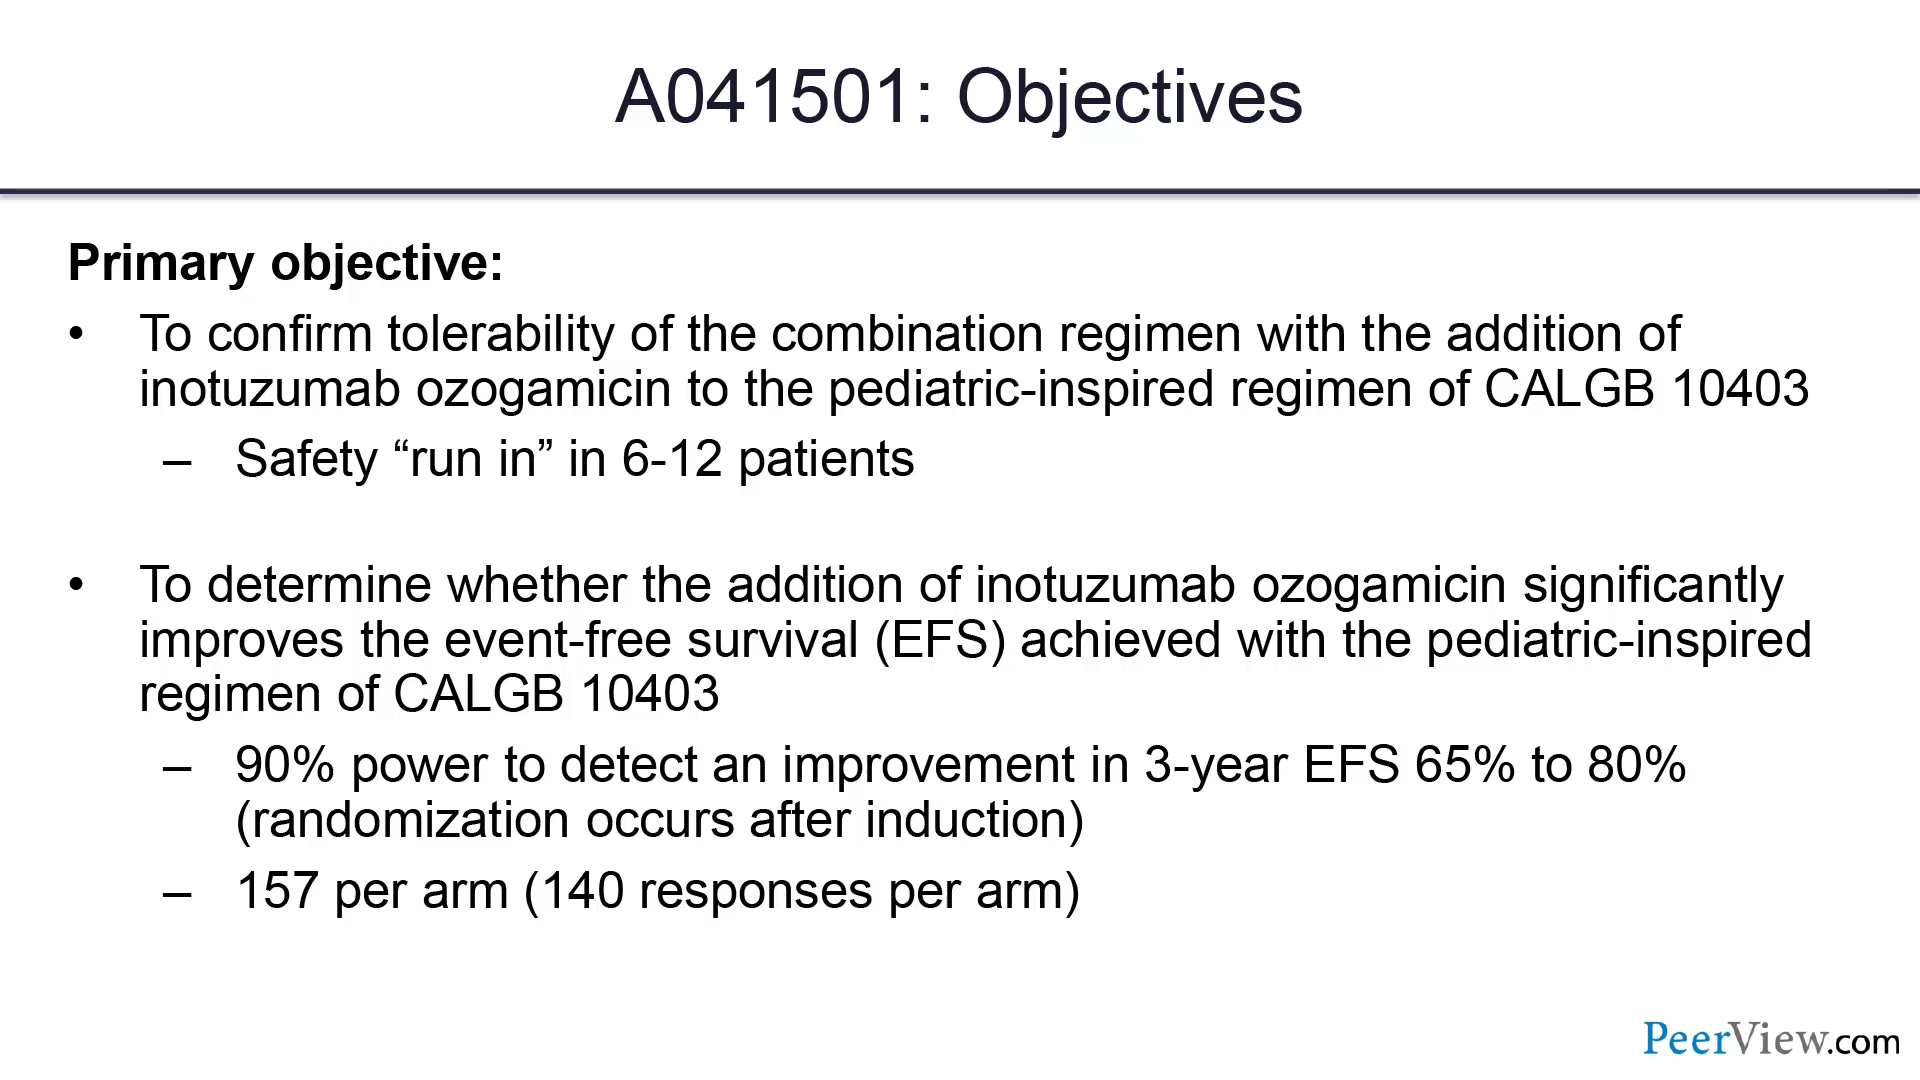 A041501: Objectives
Primary objective:
• To confirm tolerability of the combination regimen with the addition of
inotuzumab ozogamicin to the pediatric-inspired regimen of CALGB 10403
– Safety “run in” in 6-12 patients
• To determine whether the addition of inotuzumab ozogamicin significantly
improves the event-free survival (EFS) achieved with the pediatric-inspired
regimen of CALGB 10403
– 90% power to detect an improvement in 3-year EFS 65% to 80%
(randomization occurs after induction)
– 157 per arm (140 responses per arm)
PeerView.com